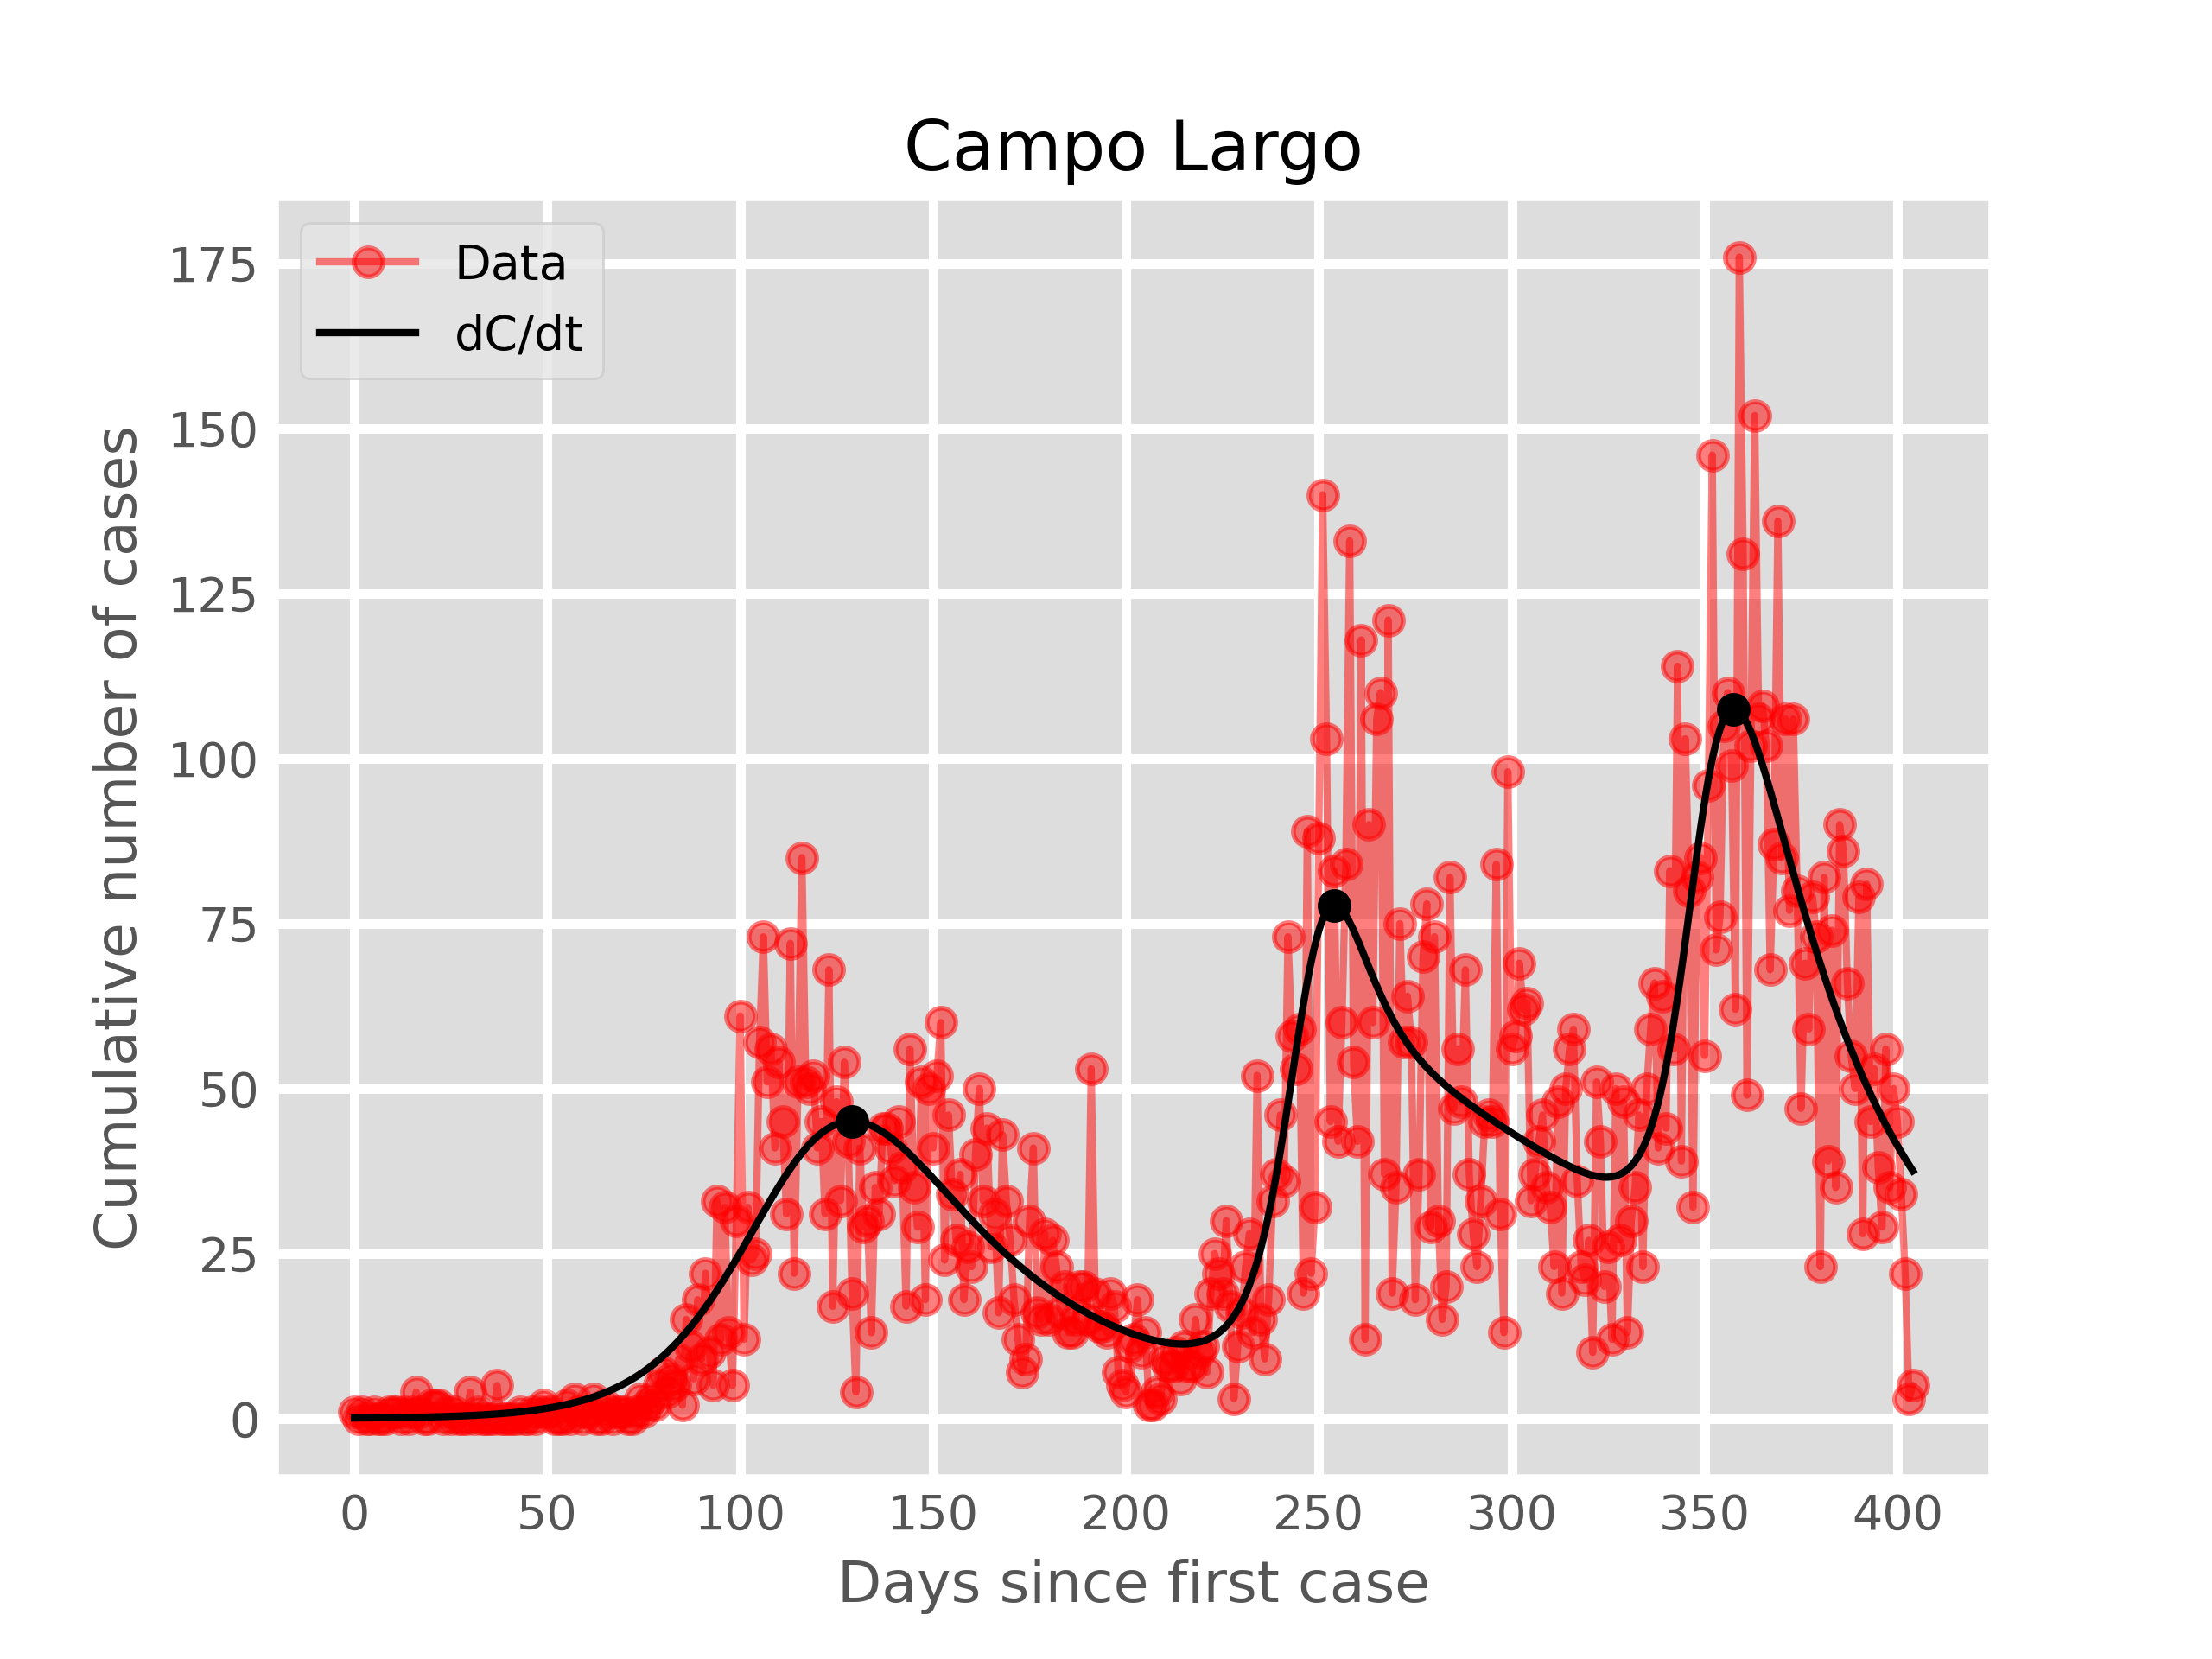 Campo Largo
Data
dC/dt
Cumulative number of cases
175
150
125
100
75
50
25
0
0 50 100 150 200 250 300 350 400
Days since first case